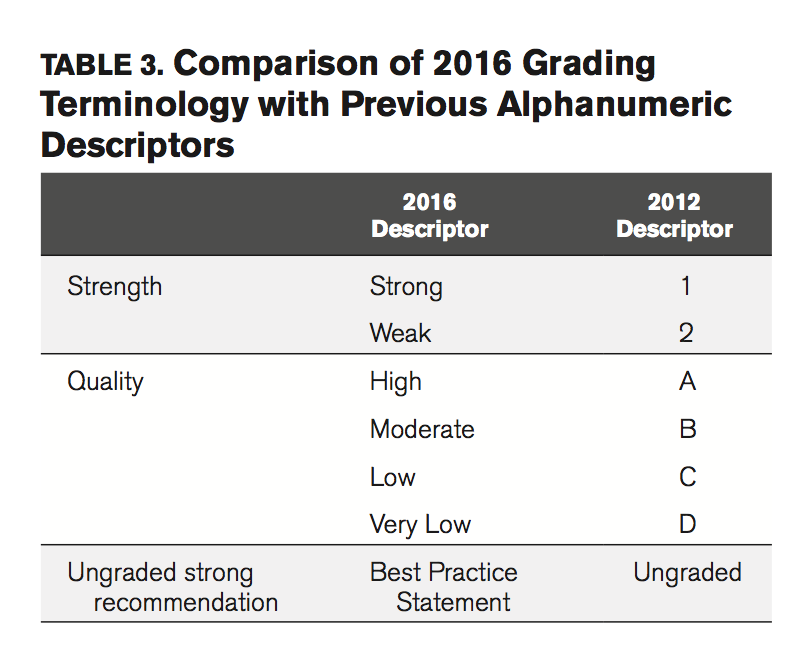 TABLE 3. Comparison of 2016 Grading
Terminology with Previous Alphanumeric
Descriptors
2016 Descriptor 2012 Descriptor
Strength Strong 1
Weak 2
Quality High A
Moderate B
Low C
Very Low D
Ungraded strong recommendation Best Practice Statement Ungraded